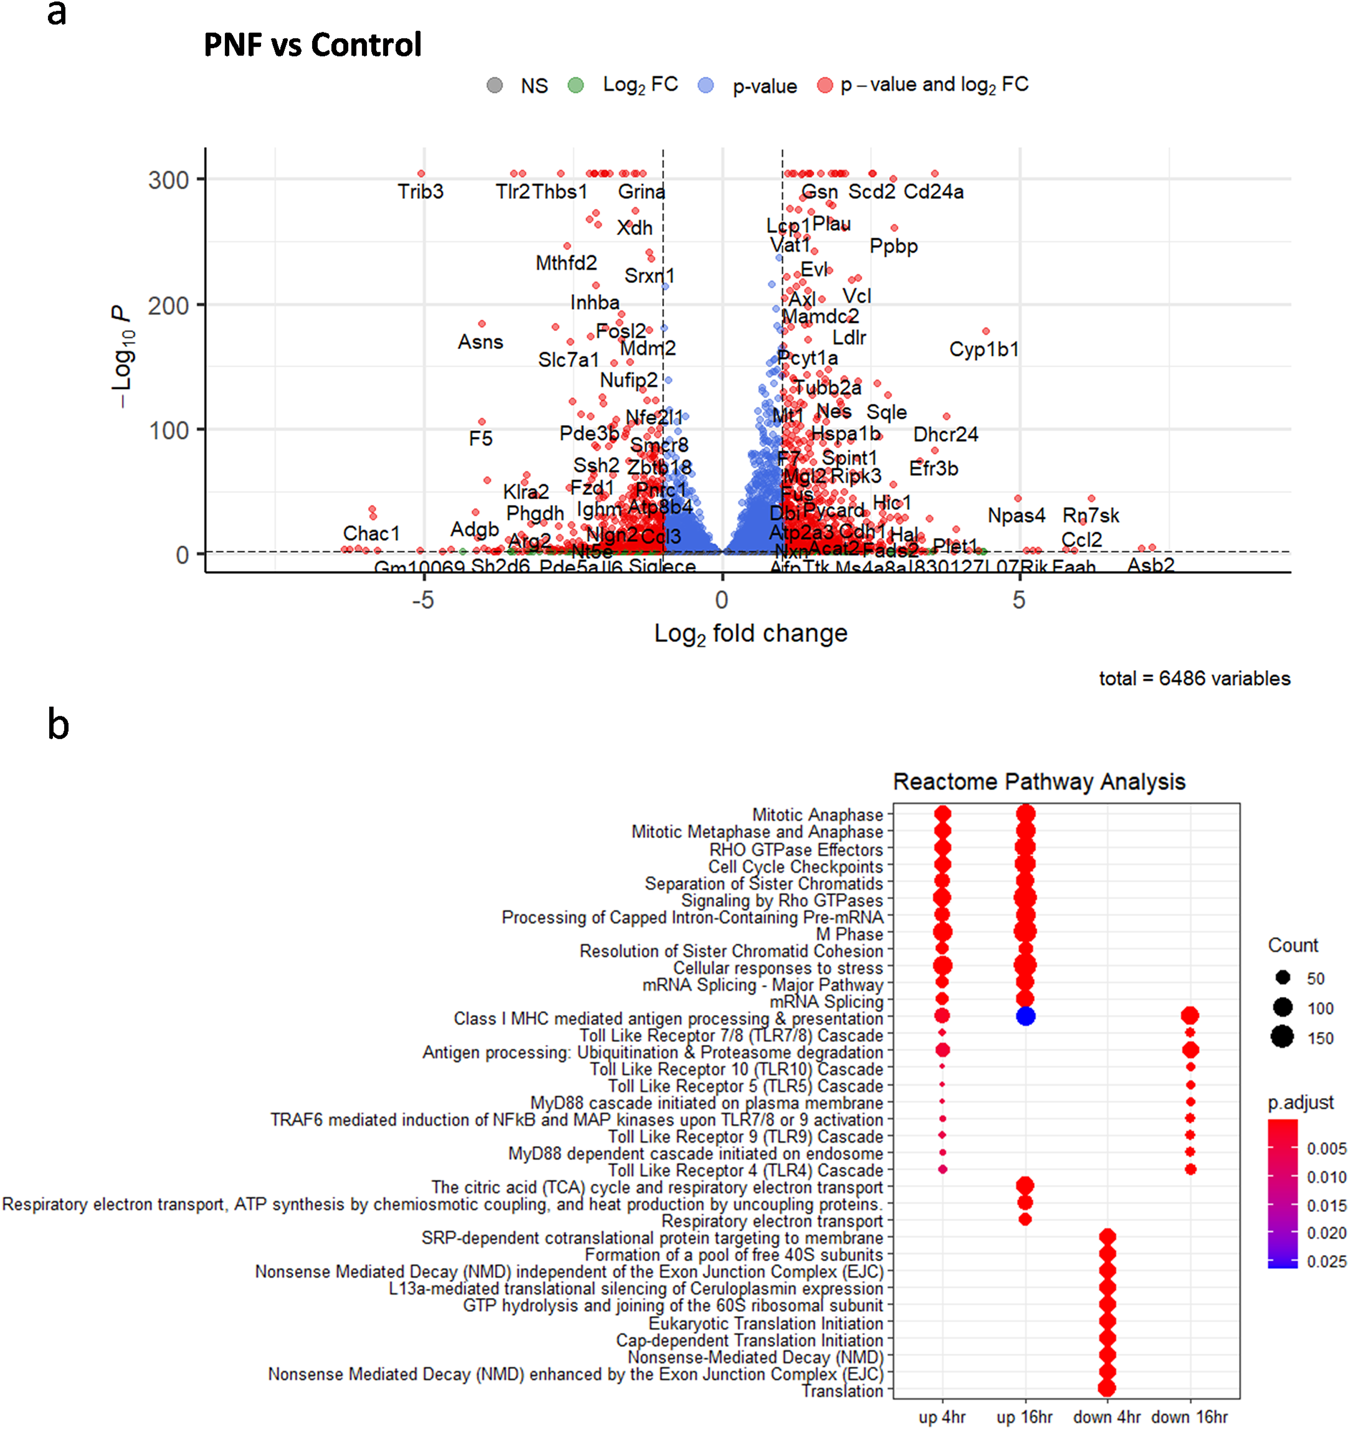 a
PNF vs Control
NS Log2 FC p-value p – value and log2 FC
300
200
100
0
–Log10 P
Trib3 Tlr2 Thbs1 Grina Gsn Scd2 Cd24a
Xdh Lcp1 Plau
Vat1 Ppbp
Mthfd2 Srxn1 Evl
Inhba Axl Vcl
Mamdc2
Asns Fosl2 Ldlr
Mdm2 Cyp1b1
Slc7a1 Pcyt1a
Nufip2 Tubb2a
Nfe2l1 Mt1 Nes Sqle
F5 Pde3b Smcr8 Hspa1b Dhcr24
Ssh2 Zbtb18 F7 Spint1 Efr3b
Klra2 Fzd1 Pnrc1 Mgl2 Ripk3
Fus Hic1
Phgdh Ighm Atp8b4 Dbi Pycard Npas4 Rn7sk
Chac1 Adgb Arg2 Nlgn2 Ccl3 Atp2a3 Cdh1 Hal Ccl2
Nt5e Nxn Acat2 Fads2 Plet1
Gm10069 Sh2d6 Pde5a Il6 Siglece Afp Ttk Ms4a8a I830127L07Rik Faah Asb2
-5 0 5
Log2 fold change
total = 6486 variables
b
Reactome Pathway Analysis
Mitotic Anaphase
Mitotic Metaphase and Anaphase
RHO GTPase Effectors
Cell Cycle Checkpoints
Separation of Sister Chromatids
Signaling by Rho GTPases
Processing of Capped Intron-Containing Pre-mRNA
M Phase
Resolution of Sister Chromatid Cohesion
Cellular responses to stress
mRNA Splicing - Major Pathway
mRNA Splicing
Class I MHC mediated antigen processing & presentation
Toll Like Receptor 7/8 (TLR7/8) Cascade
Antigen processing: Ubiquitination & Proteasome degradation
Toll Like Receptor 10 (TLR10) Cascade
Toll Like Receptor 5 (TLR5) Cascade
MyD88 cascade initiated on plasma membrane
TRAF6 mediated induction of NFkB and MAP kinases upon TLR7/8 or 9 activation
Toll Like Receptor 9 (TLR9) Cascade
MyD88 dependent cascade initiated on endosome
Toll Like Receptor 4 (TLR4) Cascade
The citric acid (TCA) cycle and respiratory electron transport
Respiratory electron transport, ATP synthesis by chemiosmotic coupling, and heat production by uncoupling proteins.
Respiratory electron transport
SRP-dependent cotranslational protein targeting to membrane
Formation of a pool of free 40S subunits
Nonsense Mediated Decay (NMD) independent of the Exon Junction Complex (EJC)
L13a-mediated translational silencing of Ceruloplasmin expression
GTP hydrolysis and joining of the 60S ribosomal subunit
Eukaryotic Translation Initiation
Cap-dependent Translation Initiation
Nonsense-Mediated Decay (NMD)
Nonsense Mediated Decay (NMD) enhanced by the Exon Junction Complex (EJC)
Translation
up 4hr up 16hr down 4hr down 16hr
Count
50
100
150
p.adjust
0.005
0.010
0.015
0.020
0.025